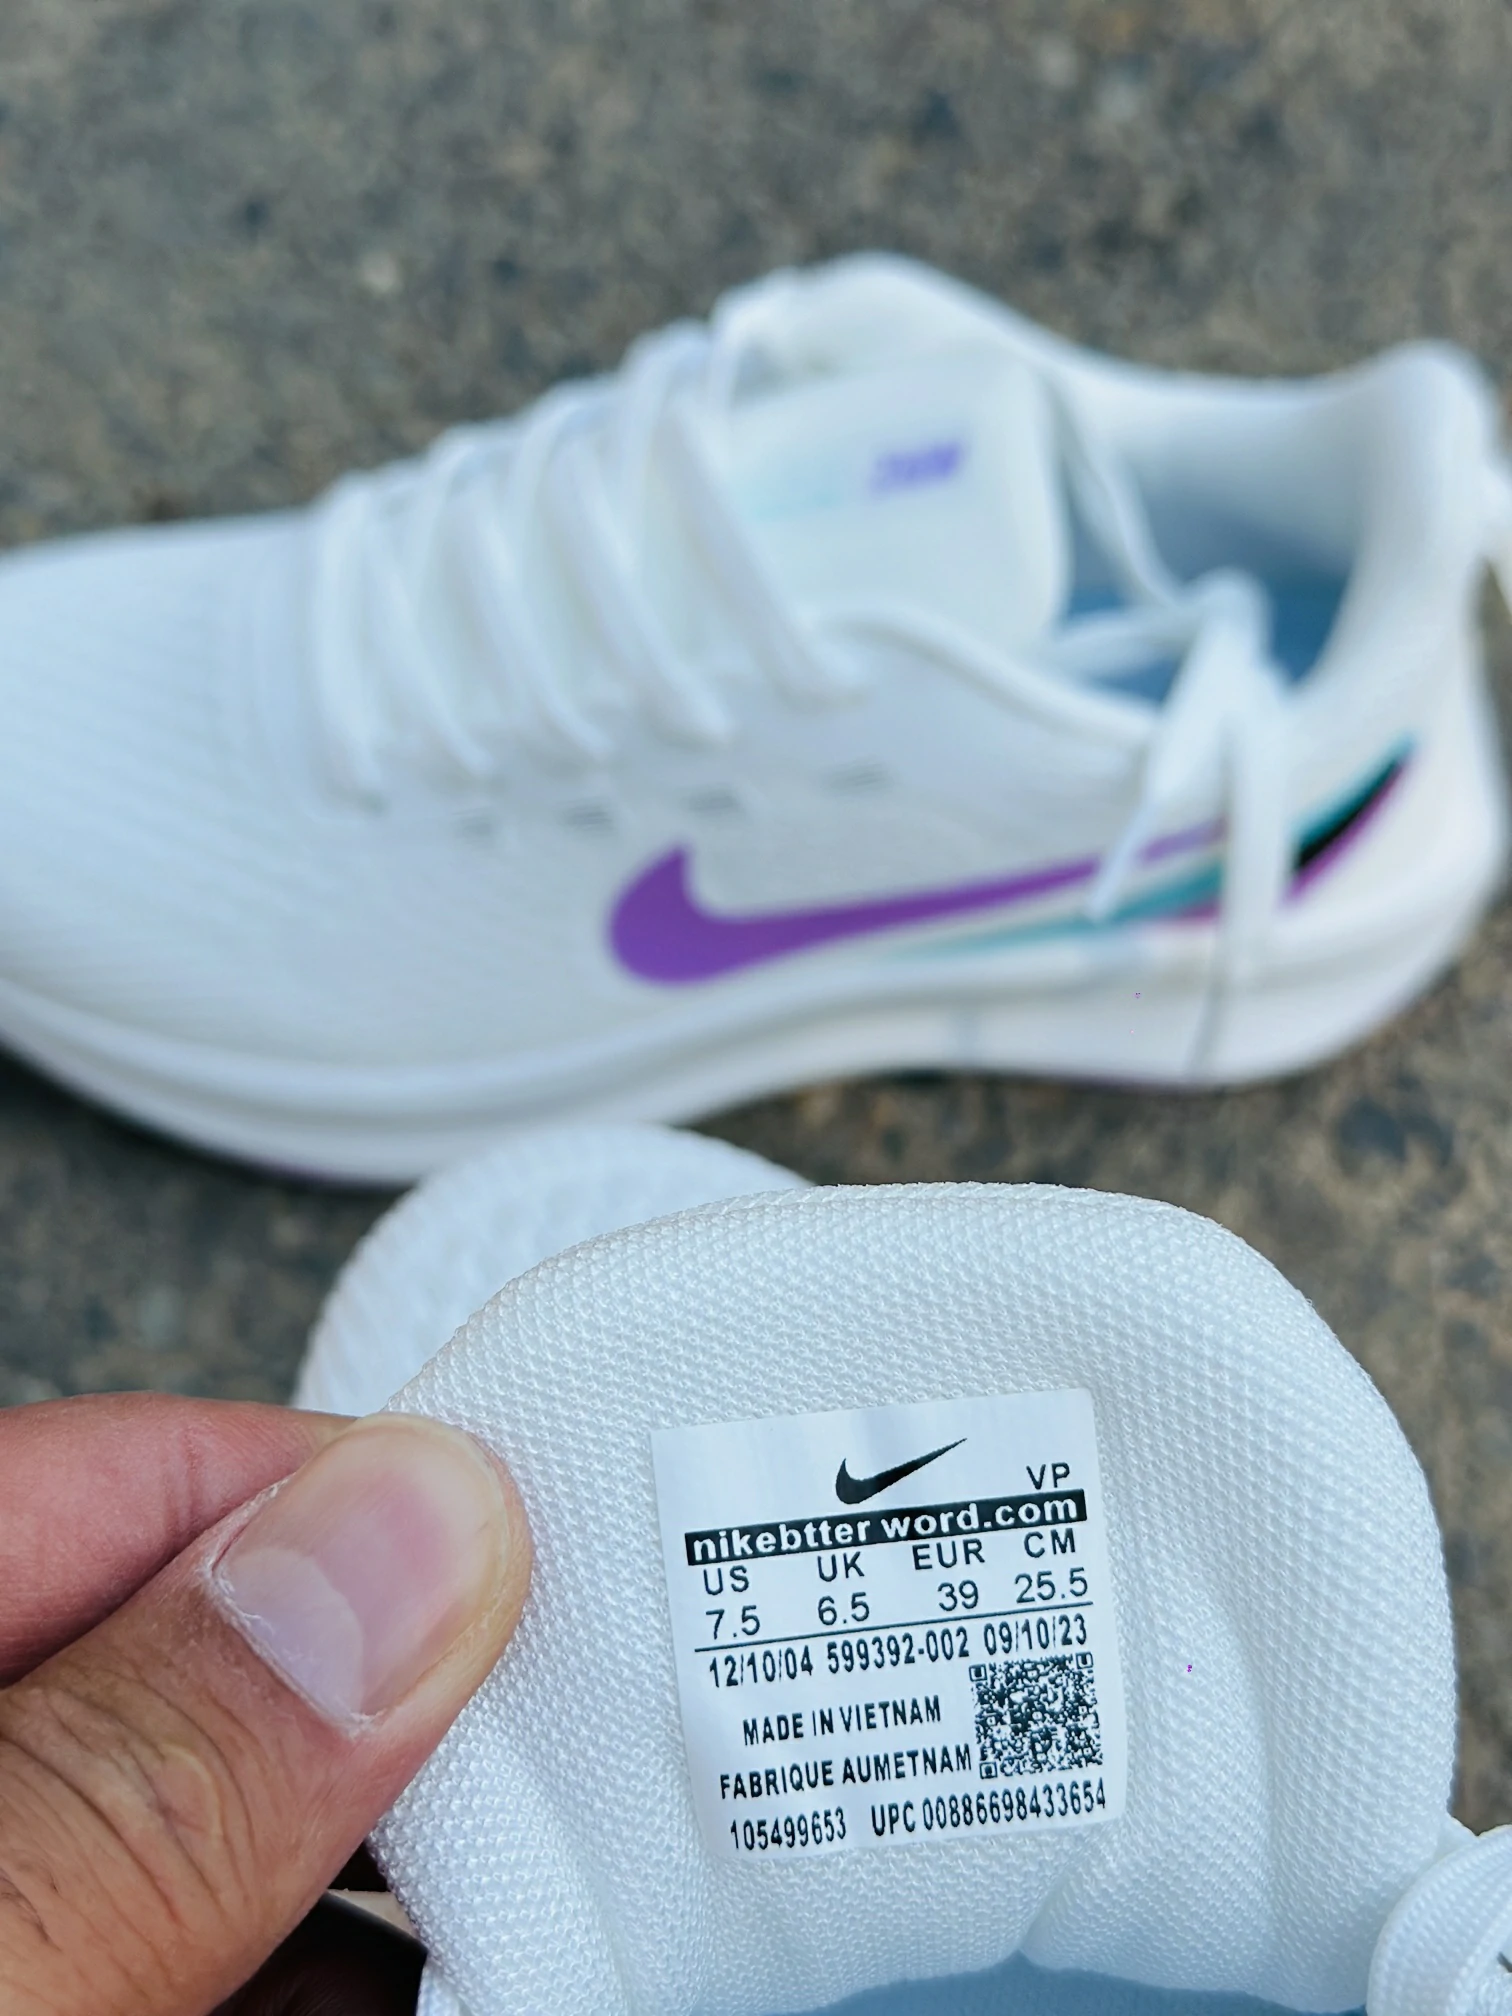 VP
nikebtter word.com
US UK EUR CM
7.5 6.5 39 25.5
12/10/04 599392-002 09/10/23
MADE IN VIETNAM
FABRIQUE AUMETNAM
105499653 UPC 00886698433654